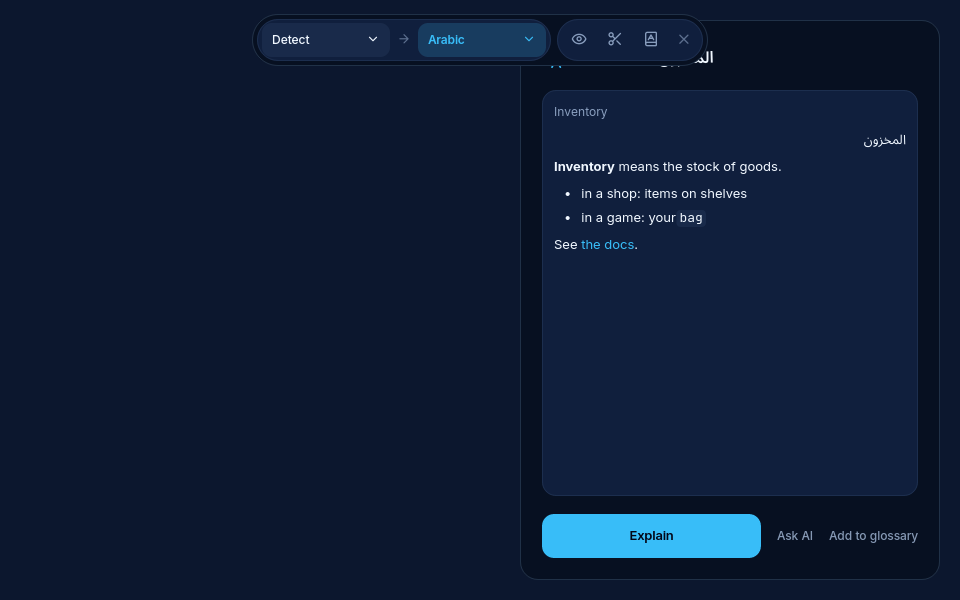 Detect
Arabic
Inventory
المخزون
Inventory means the stock of goods.
• in a shop: items on shelves
• in a game: your bag
See the docs.
Explain
Ask AI
Add to glossary